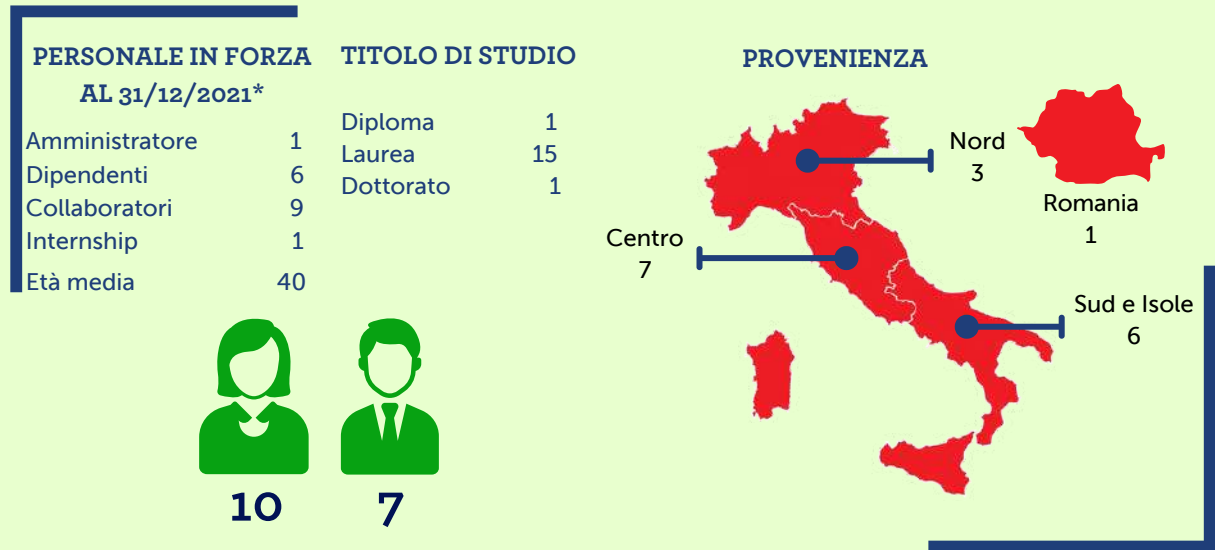 PERSONALE IN FORZA
AL 31/12/2021*
Amministratore 1
Dipendenti 6
Collaboratori 9
Internship 1
Età media 40
TITOLO DI STUDIO
Diploma 1
Laurea 15
Dottorato 1
10 7
PROVENIENZA
Nord
3
Romania
1
Centro
7
Sud e Isole
6